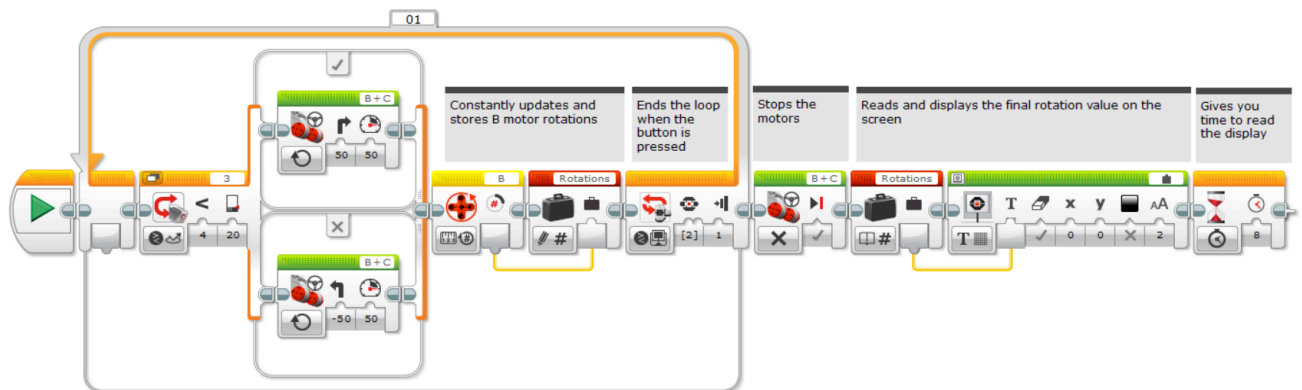 01
B+C
50 50
3
<
4 20
B+C
-50 50
Constantly updates and
stores B motor rotations
B
#
Rotations
#
Ends the loop
when the
button is
pressed
[2] 1
Stops the
motors
B+C
Reads and displays the final rotation value on the
screen
Rotations
#
T x y AA
T 0 0 2
Gives you
time to read
the display
8